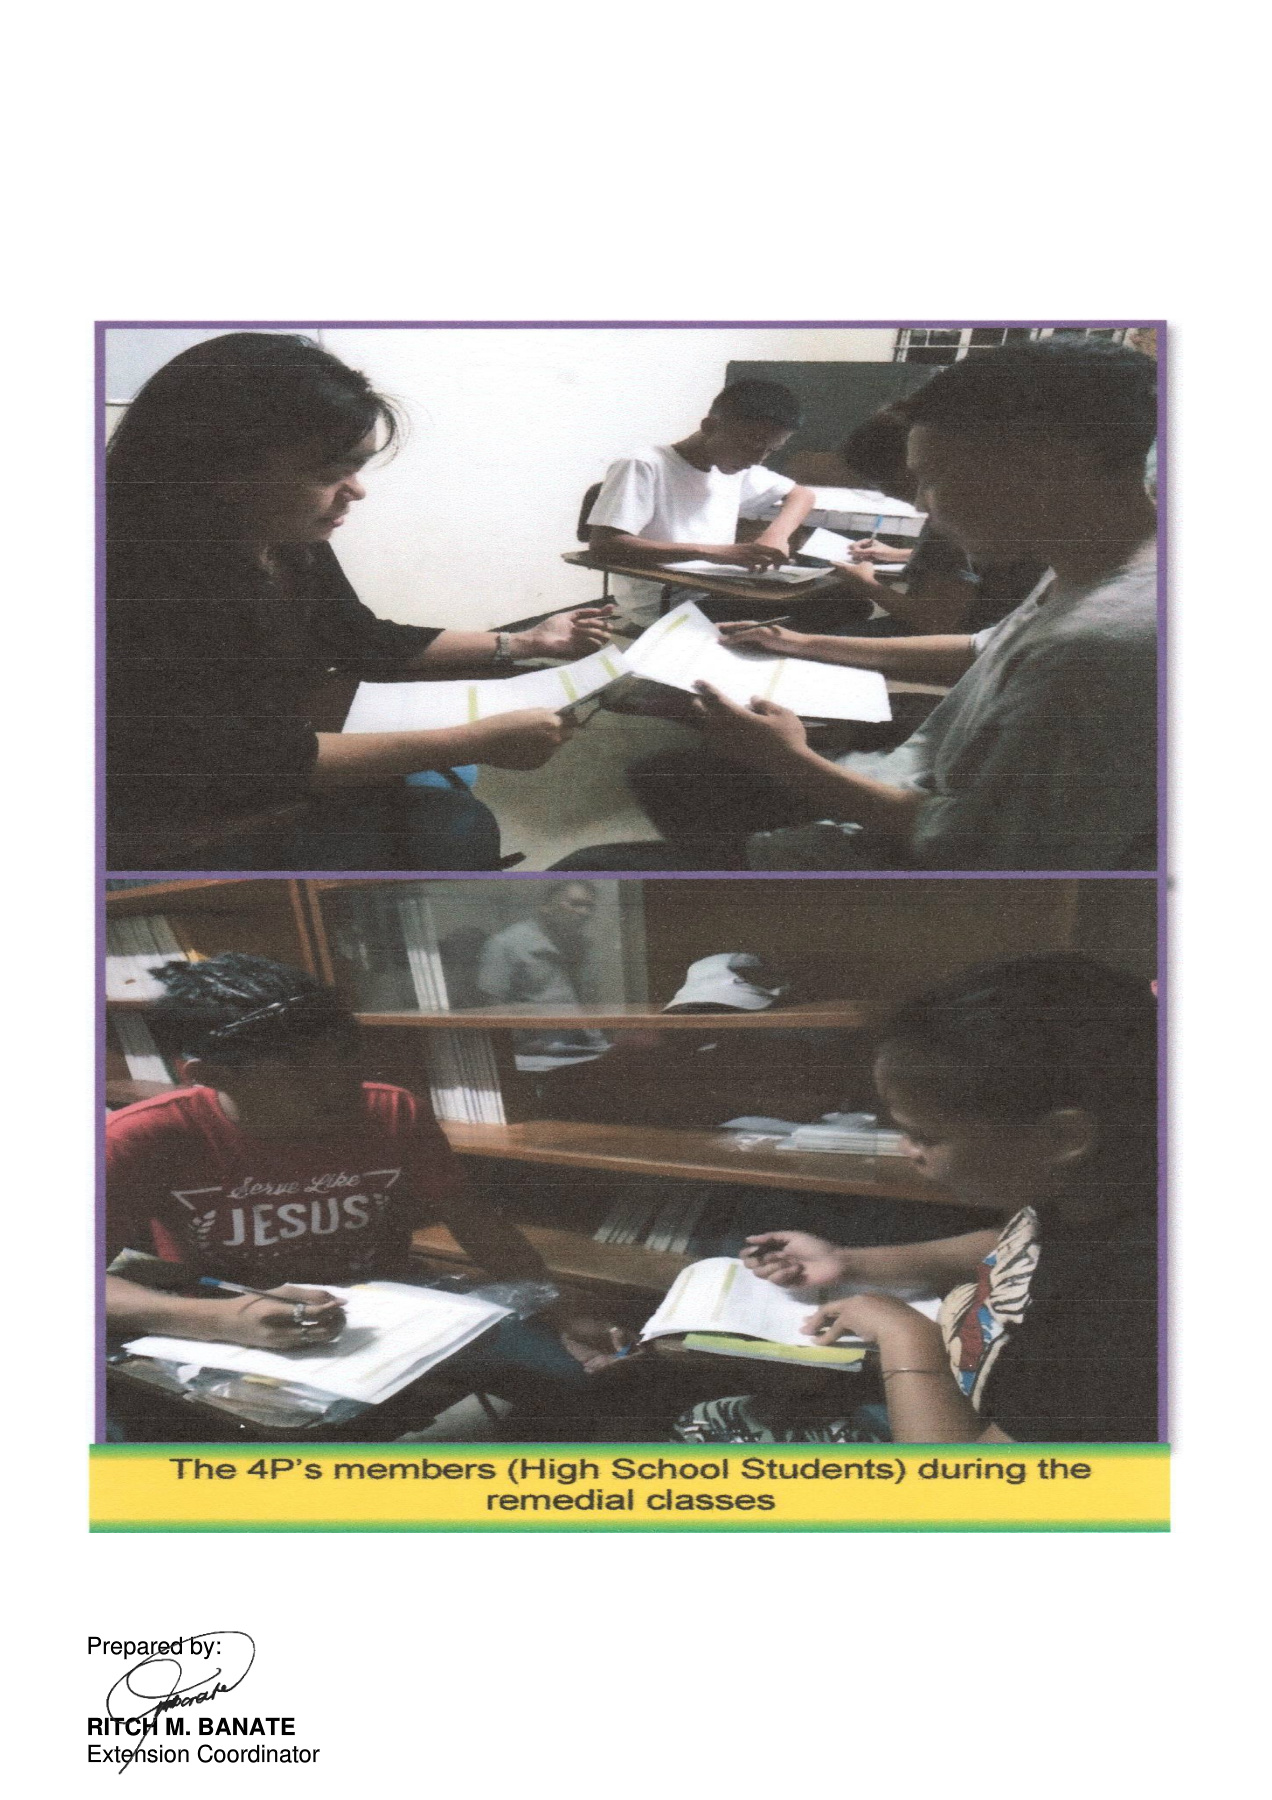 Serve Like
JESUS
The 4P's members (High School Students) during the
remedial classes
Prepared by:
RITCH M. BANATE
Extension Coordinator